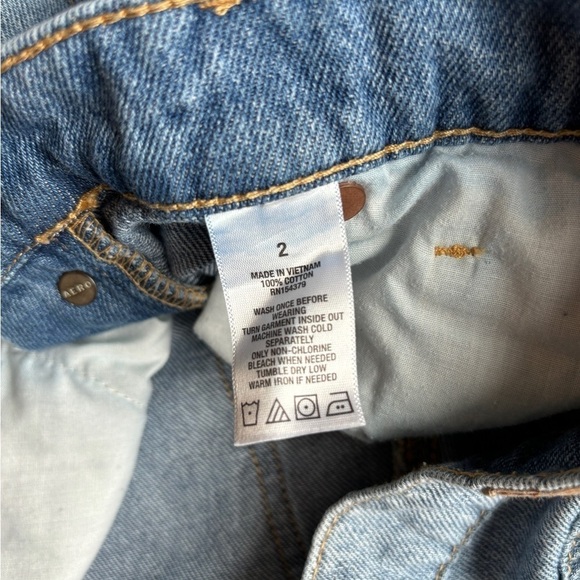 2
MADE IN VIETNAM
100% COTTON
RN154379
WASH ONCE BEFORE
WEARING
TURN GARMENT INSIDE OUT
MACHINE WASH COLD
SEPARATELY
ONLY NON-CHLORINE
BLEACH WHEN NEEDED
TUMBLE DRY LOW
WARM IRON IF NEEDED
AERO